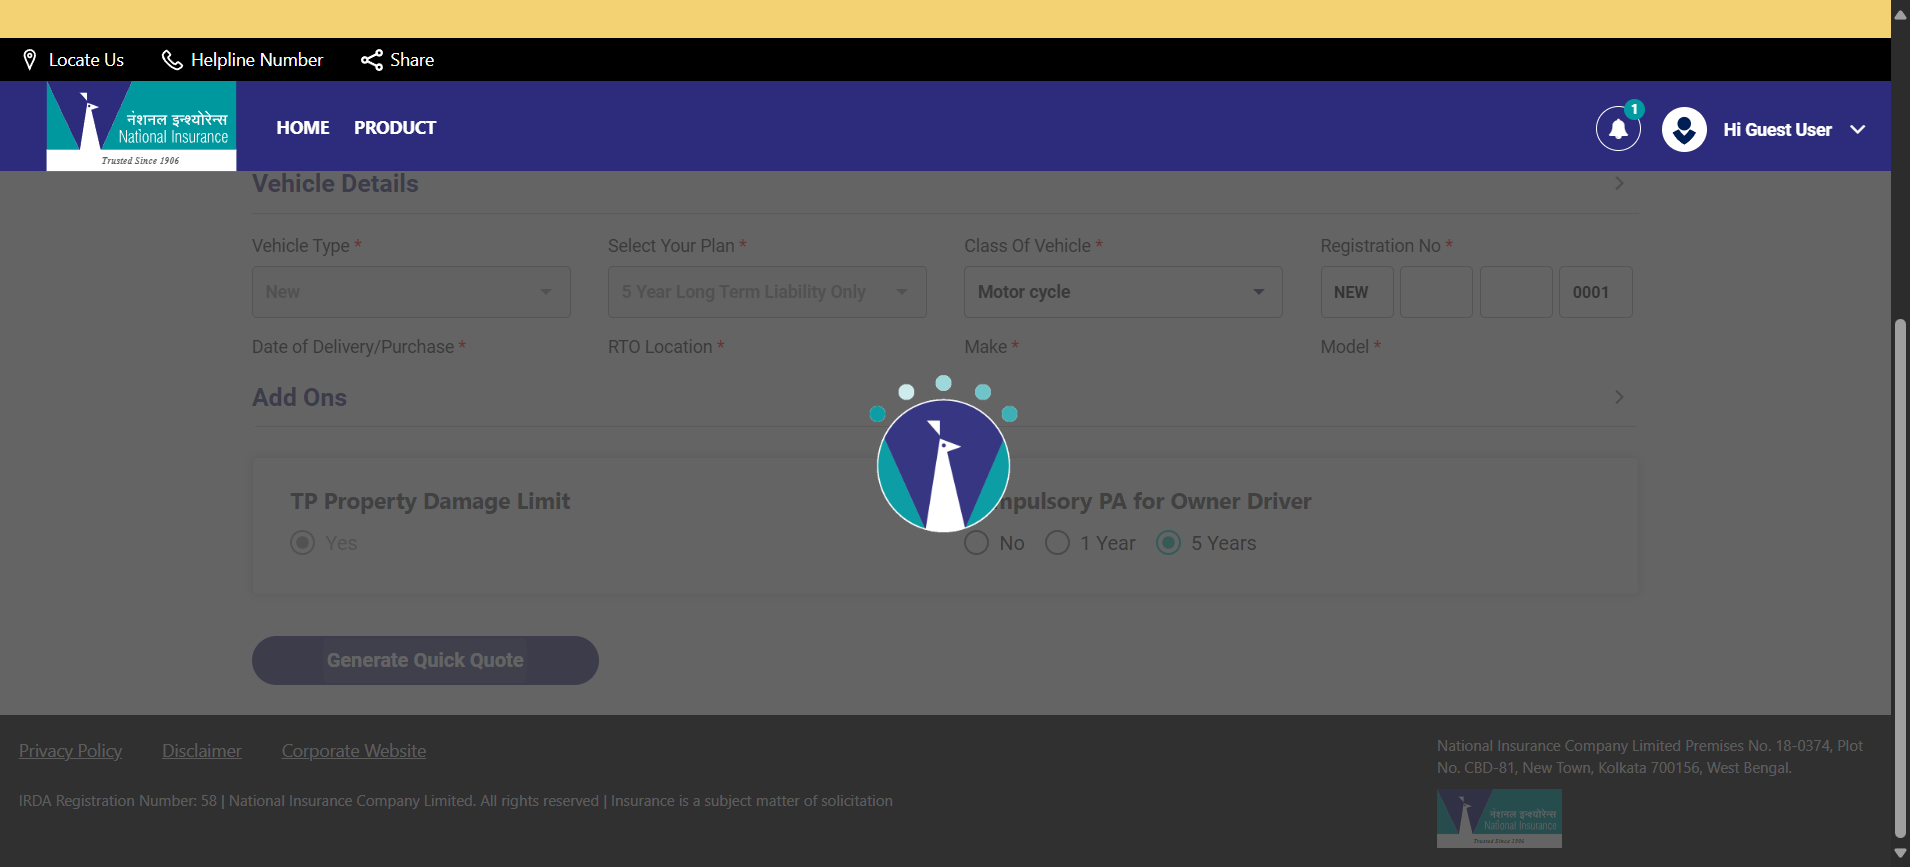 Locate Us
Helpline Number
Share
नेशनल इन्श्योरेन्स
National Insurance
Trusted Since 1906
HOME
PRODUCT
1
Hi Guest User
Vehicle Details
Vehicle Type *
Select Your Plan *
Class Of Vehicle *
Registration No *
New
5 Year Long Term Liability Only
Motor cycle
NEW
0001
Date of Delivery/Purchase *
RTO Location *
Make *
Model *
Add Ons
TP Property Damage Limit
mpulsory PA for Owner Driver
Yes
No
1 Year
5 Years
Generate Quick Quote
Privacy Policy
Disclaimer
Corporate Website
National Insurance Company Limited Premises No. 18-0374, Plot
No. CBD-81, New Town, Kolkata 700156, West Bengal.
IRDA Registration Number: 58 | National Insurance Company Limited. All rights reserved | Insurance is a subject matter of solicitation
नेशनल इन्श्योरेन्स
National Insurance
Trusted Since 1906